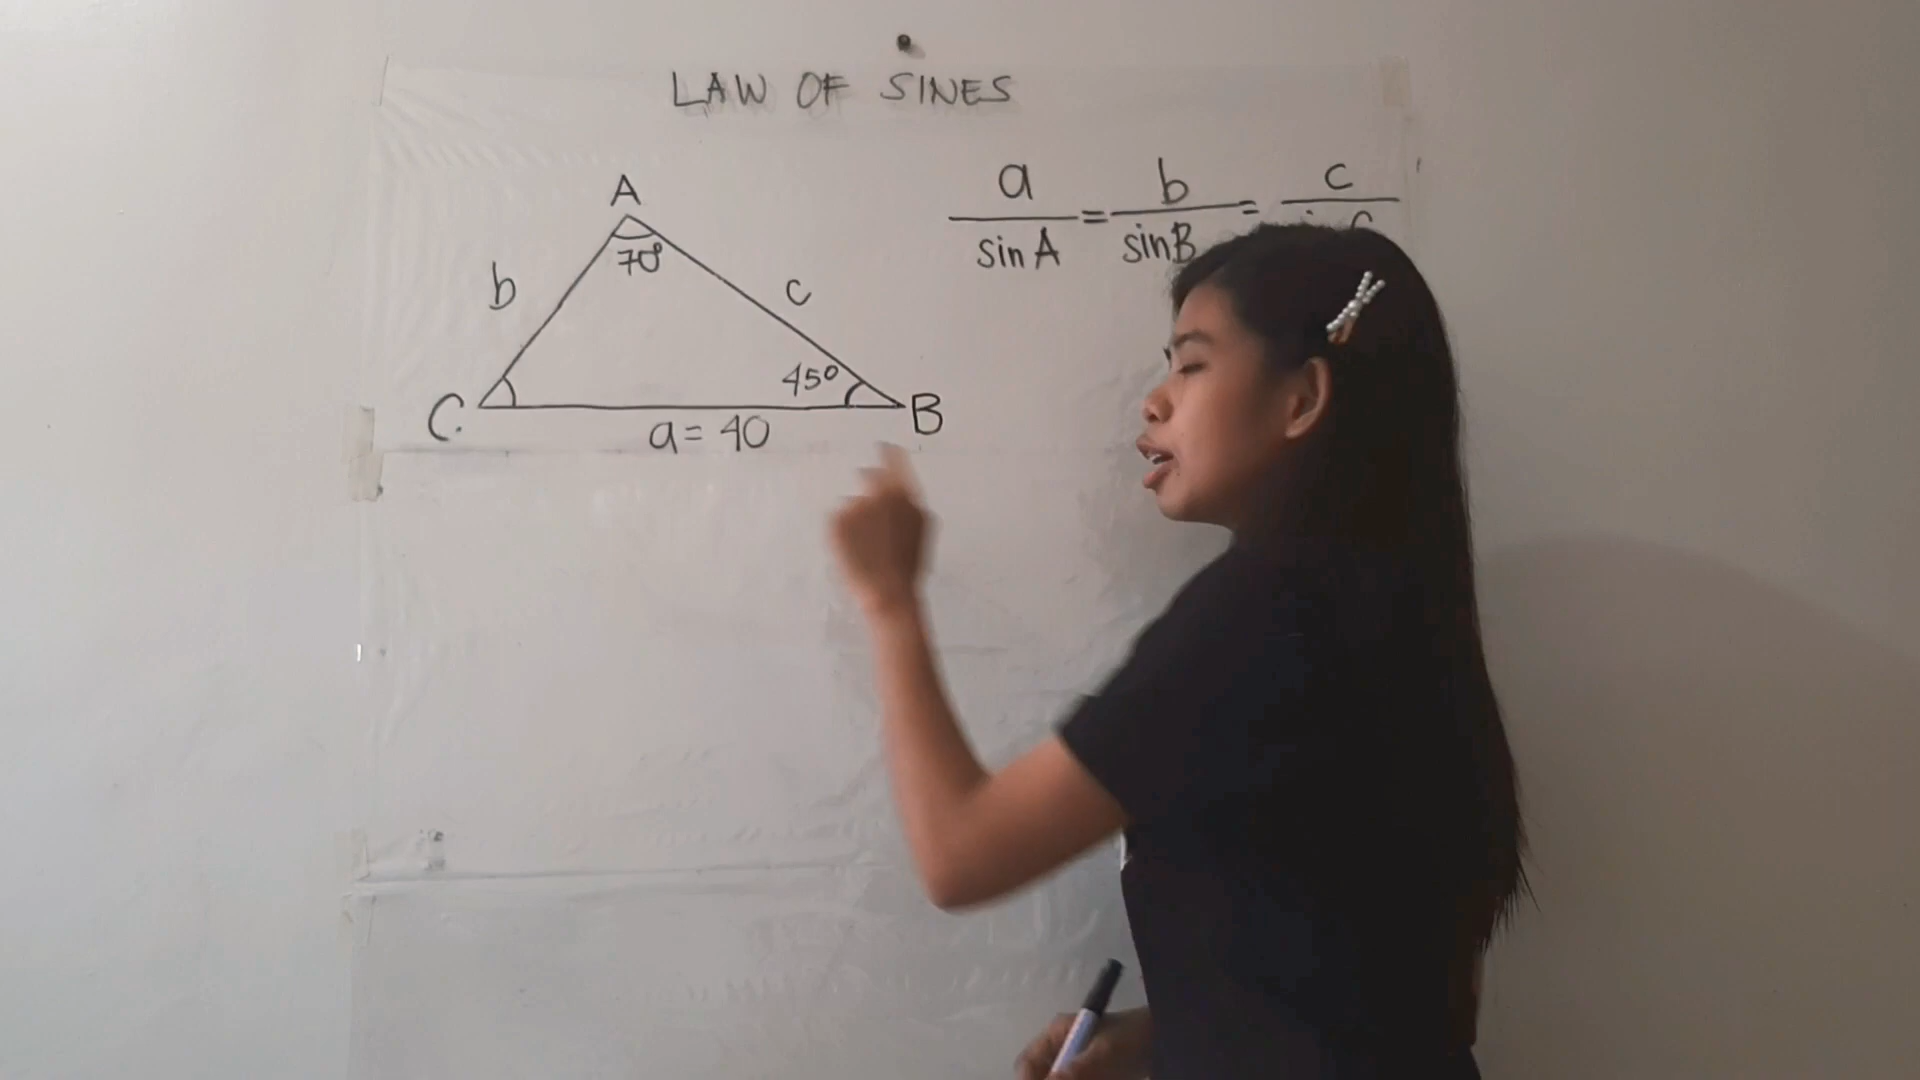 LAW OF SINES
a b c
= =
sin A sin B
A
70°
b c
45°
C B
a = 40